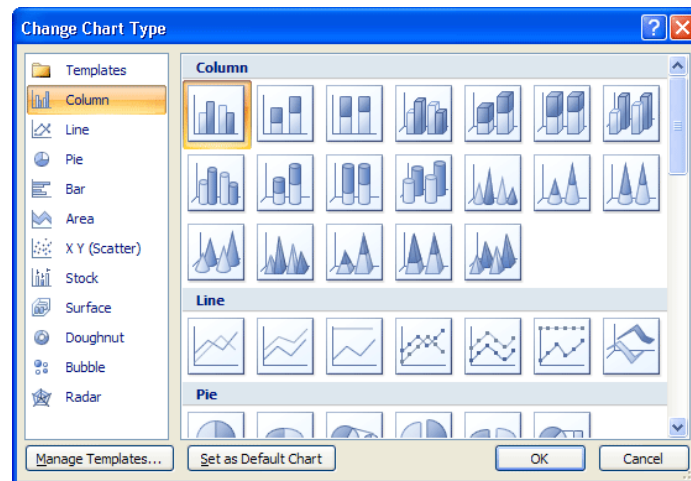 Change Chart Type
?
Templates
Column
Line
Pie
Bar
Area
X Y (Scatter)
Stock
Surface
Doughnut
Bubble
Radar
Column
Line
Pie
Manage Templates...
Set as Default Chart
OK
Cancel